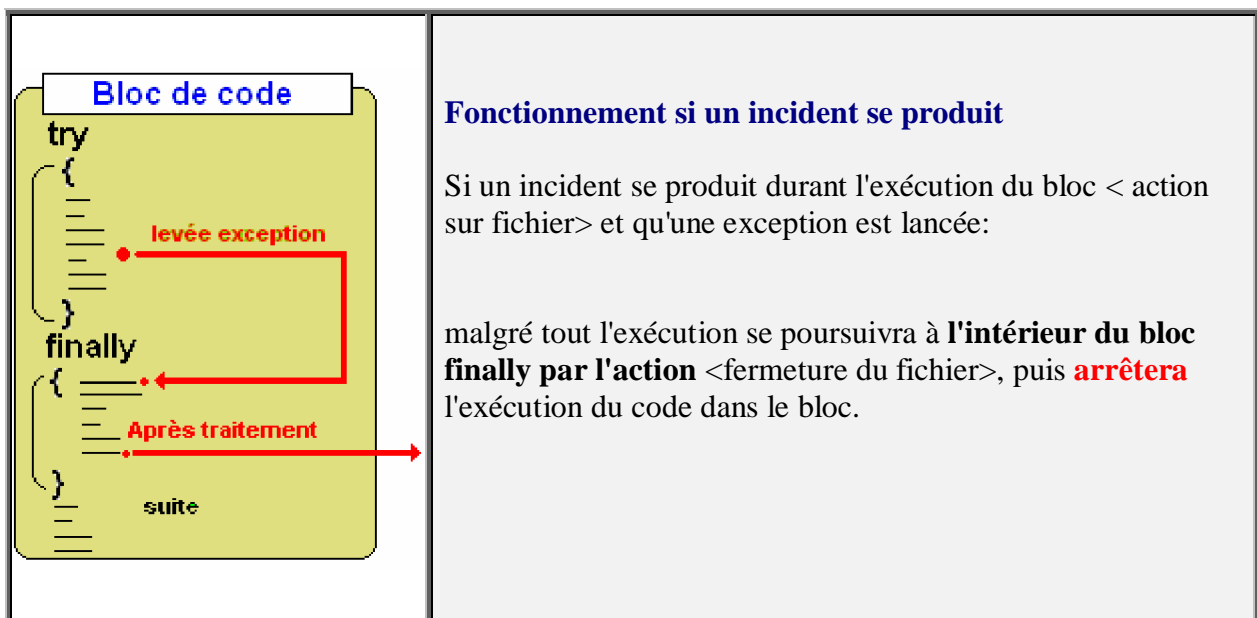 Bloc de code
try
{
levée exception
}
finally
{
Après traitement
}
suite
Fonctionnement si un incident se produit
Si un incident se produit durant l'exécution du bloc < action
sur fichier> et qu'une exception est lancée:
malgré tout l'exécution se poursuivra à l'intérieur du bloc
finally par l'action <fermeture du fichier>, puis arrêtera
l'exécution du code dans le bloc.